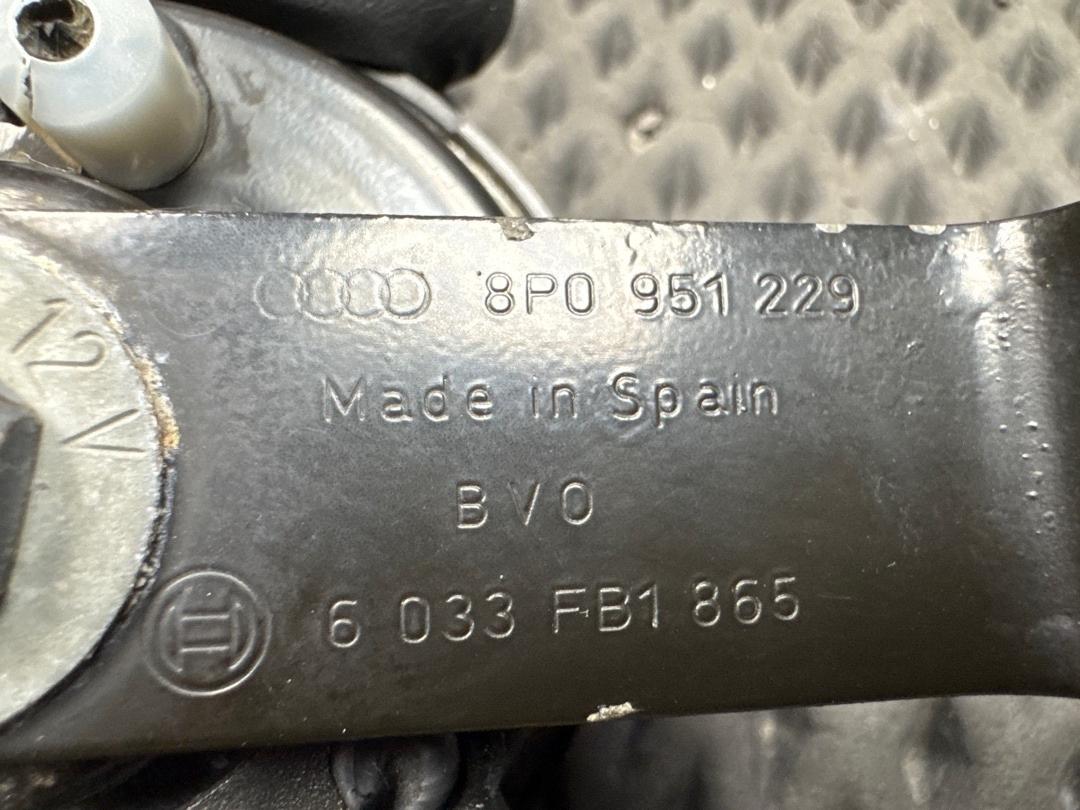 8P0 951 229
Made in Spain
BVO
6 033 FB1 865
12V